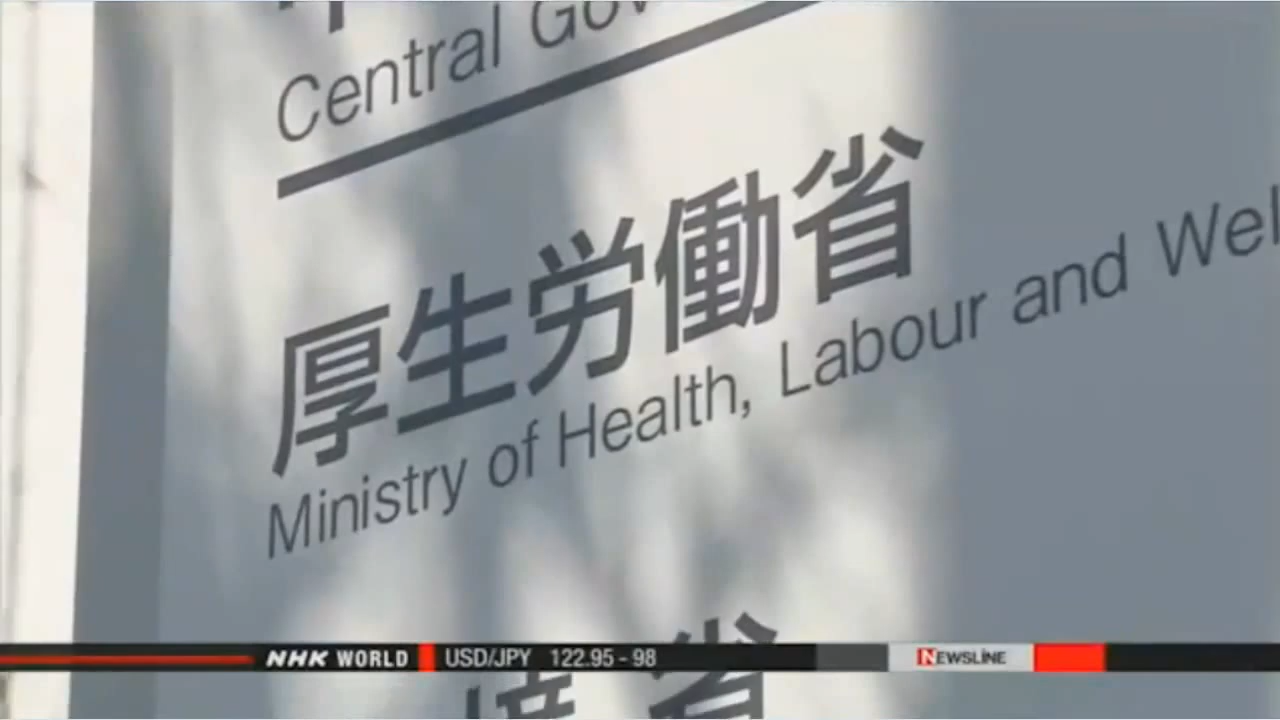 Central Gov
厚生労働省
Ministry of Health, Labour and Wel
NHK WORLD USD/JPY 122.95 - 98 NEWSLINE
省